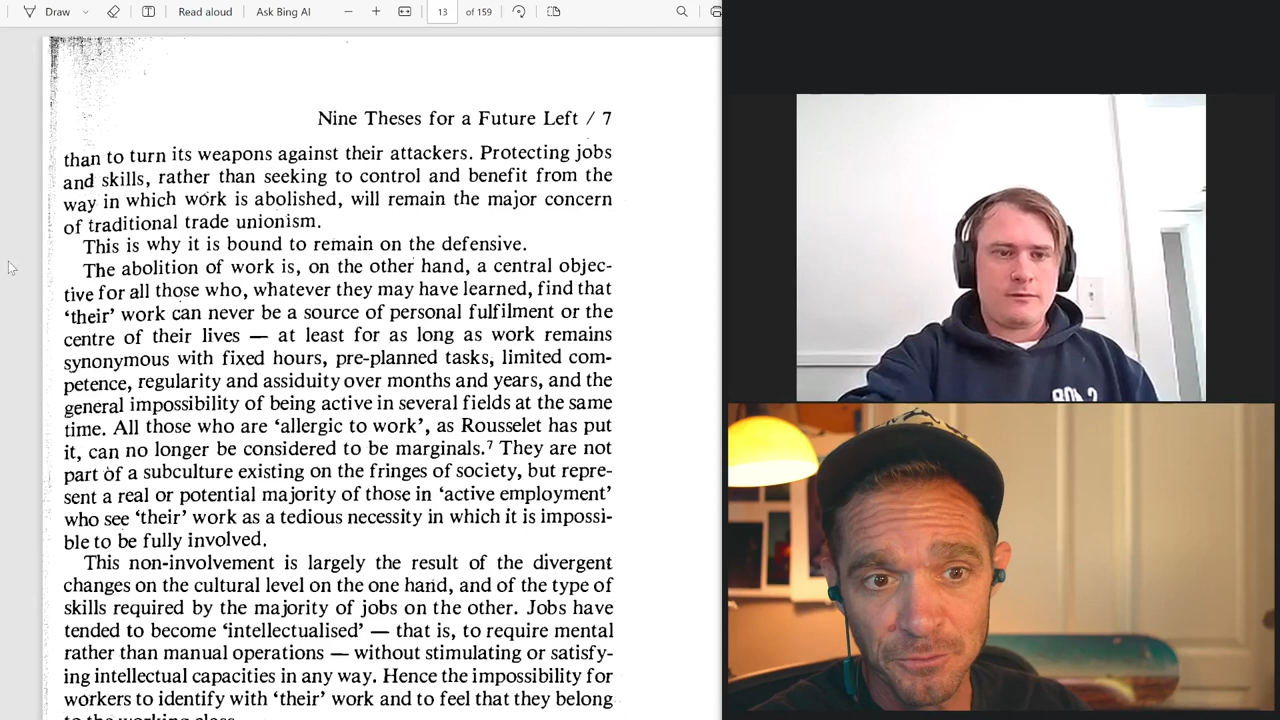 Draw
Read aloud
Ask Bing AI
13
of 159
Nine Theses for a Future Left / 7
than to turn its weapons against their attackers. Protecting jobs
and skills, rather than seeking to control and benefit from the
way in which work is abolished, will remain the major concern
of traditional trade unionism.
This is why it is bound to remain on the defensive.
The abolition of work is, on the other hand, a central objec-
tive for all those who, whatever they may have learned, find that
‘their’ work can never be a source of personal fulfilment or the
centre of their lives — at least for as long as work remains
synonymous with fixed hours, pre-planned tasks, limited com-
petence, regularity and assiduity over months and years, and the
general impossibility of being active in several fields at the same
time. All those who are ‘allergic to work’, as Rousselet has put
it, can no longer be considered to be marginals.⁷ They are not
part of a subculture existing on the fringes of society, but repre-
sent a real or potential majority of those in ‘active employment’
who see ‘their’ work as a tedious necessity in which it is impossi-
ble to be fully involved.
This non-involvement is largely the result of the divergent
changes on the cultural level on the one hand, and of the type of
skills required by the majority of jobs on the other. Jobs have
tended to become ‘intellectualised’ — that is, to require mental
rather than manual operations — without stimulating or satisfy-
ing intellectual capacities in any way. Hence the impossibility for
workers to identify with ‘their’ work and to feel that they belong
to the working class.